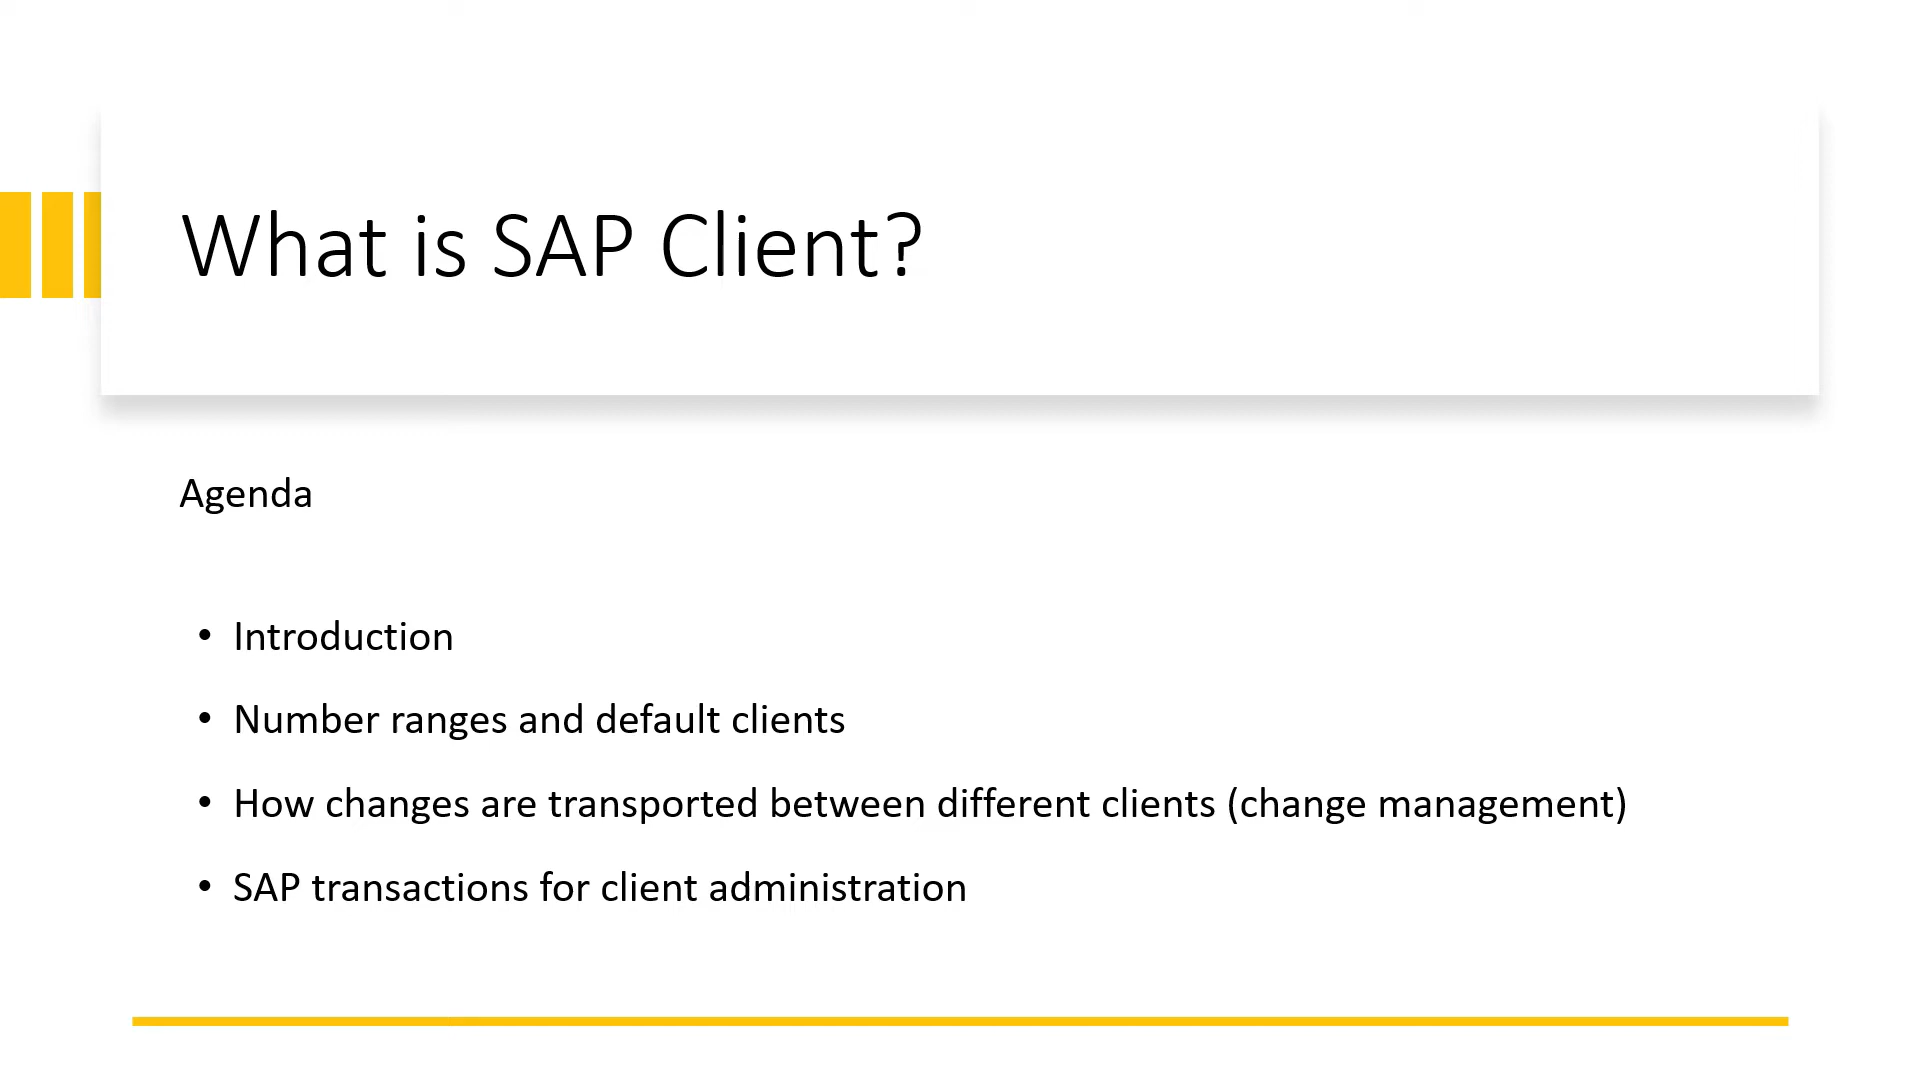 What is SAP Client?
Agenda
• Introduction
• Number ranges and default clients
• How changes are transported between different clients (change management)
• SAP transactions for client administration